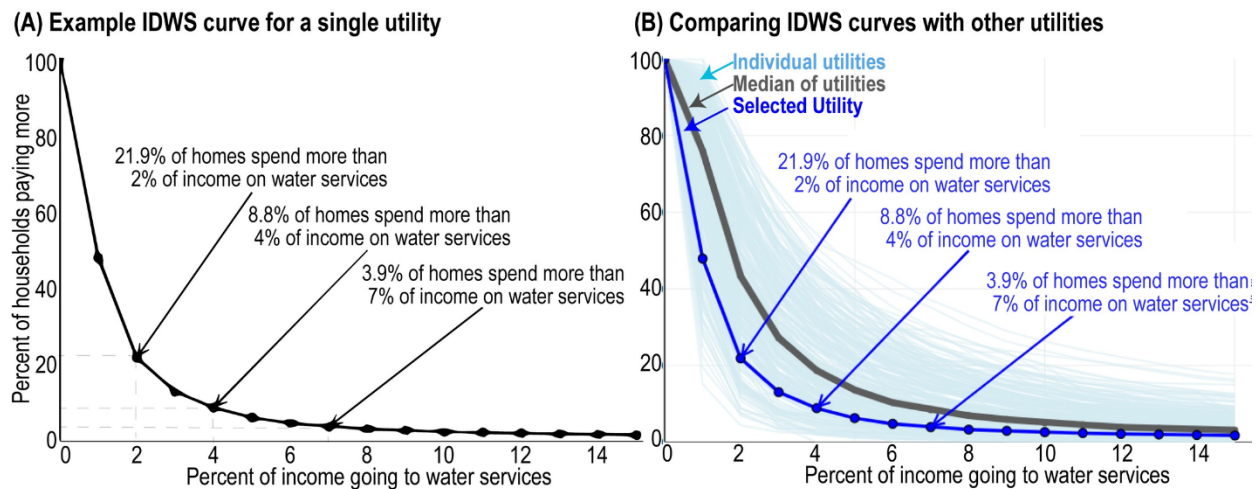 (A) Example IDWS curve for a single utility
Percent of households paying more
100
80
60
40
20
0
21.9% of homes spend more than
2% of income on water services
8.8% of homes spend more than
4% of income on water services
3.9% of homes spend more than
7% of income on water services
0 2 4 6 8 10 12 14
Percent of income going to water services
(B) Comparing IDWS curves with other utilities
100
80
60
40
20
0
Individual utilities
Median of utilities
Selected Utility
21.9% of homes spend more than
2% of income on water services
8.8% of homes spend more than
4% of income on water services
3.9% of homes spend more than
7% of income on water services
0 2 4 6 8 10 12 14
Percent of income going to water services